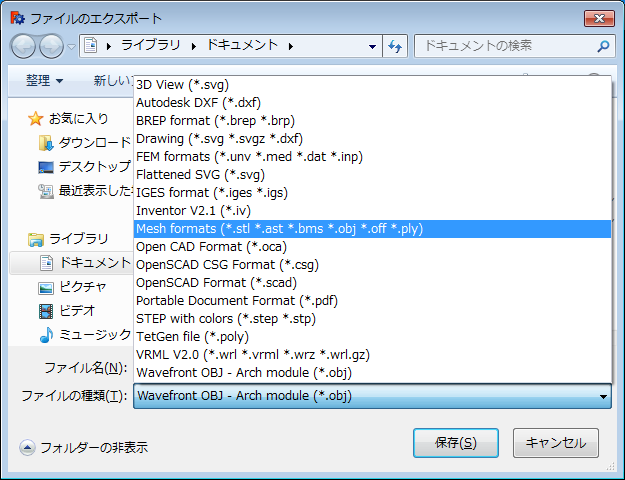 ファイルのエクスポート
ライブラリ ドキュメント ドキュメントの検索
整理 新しい
3D View (*.svg)
Autodesk DXF (*.dxf)
BREP format (*.brep *.brp)
Drawing (*.svg *.svgz *.dxf)
FEM formats (*.unv *.med *.dat *.inp)
Flattened SVG (*.svg)
IGES format (*.iges *.igs)
Inventor V2.1 (*.iv)
Mesh formats (*.stl *.ast *.bms *.obj *.off *.ply)
Open CAD Format (*.oca)
OpenSCAD CSG Format (*.csg)
OpenSCAD Format (*.scad)
Portable Document Format (*.pdf)
STEP with colors (*.step *.stp)
TetGen file (*.poly)
VRML V2.0 (*.wrl *.vrml *.wrz *.wrl.gz)
Wavefront OBJ - Arch module (*.obj)
お気に入り
ダウンロード
デスクトップ
最近表示した
ライブラリ
ドキュメント
ピクチャ
ビデオ
ミュージック
ファイル名(N):
ファイルの種類(T): Wavefront OBJ - Arch module (*.obj)
フォルダーの非表示 保存(S) キャンセル